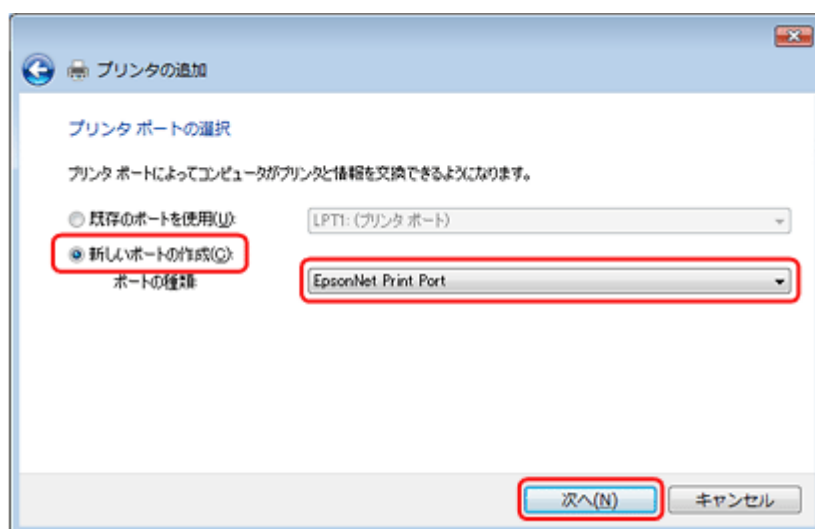 プリンタの追加
プリンタ ポートの選択
プリンタ ポートによってコンピュータがプリンタと情報を交換できるようになります。
既存のポートを使用(U): LPT1: (プリンタ ポート)
新しいポートの作成(C):
ポートの種類: EpsonNet Print Port
次へ(N) キャンセル